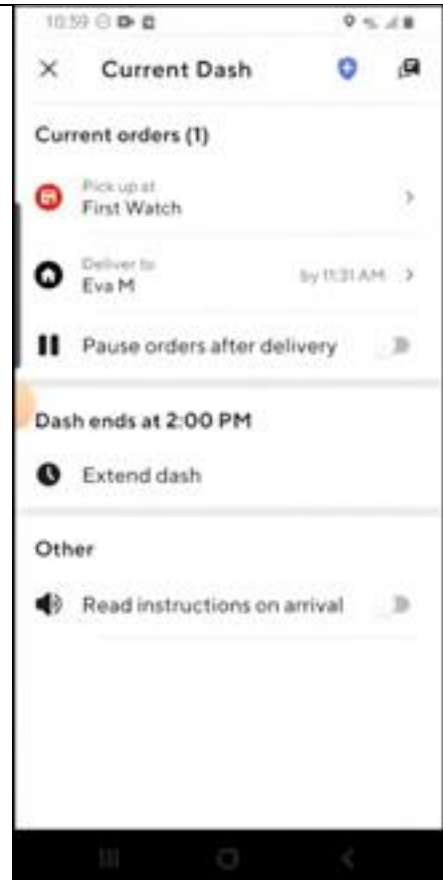 10:59
Current Dash
Current orders (1)
Pick up at
First Watch
Deliver to
Eva M
by 11:31 AM
Pause orders after delivery
Dash ends at 2:00 PM
Extend dash
Other
Read instructions on arrival